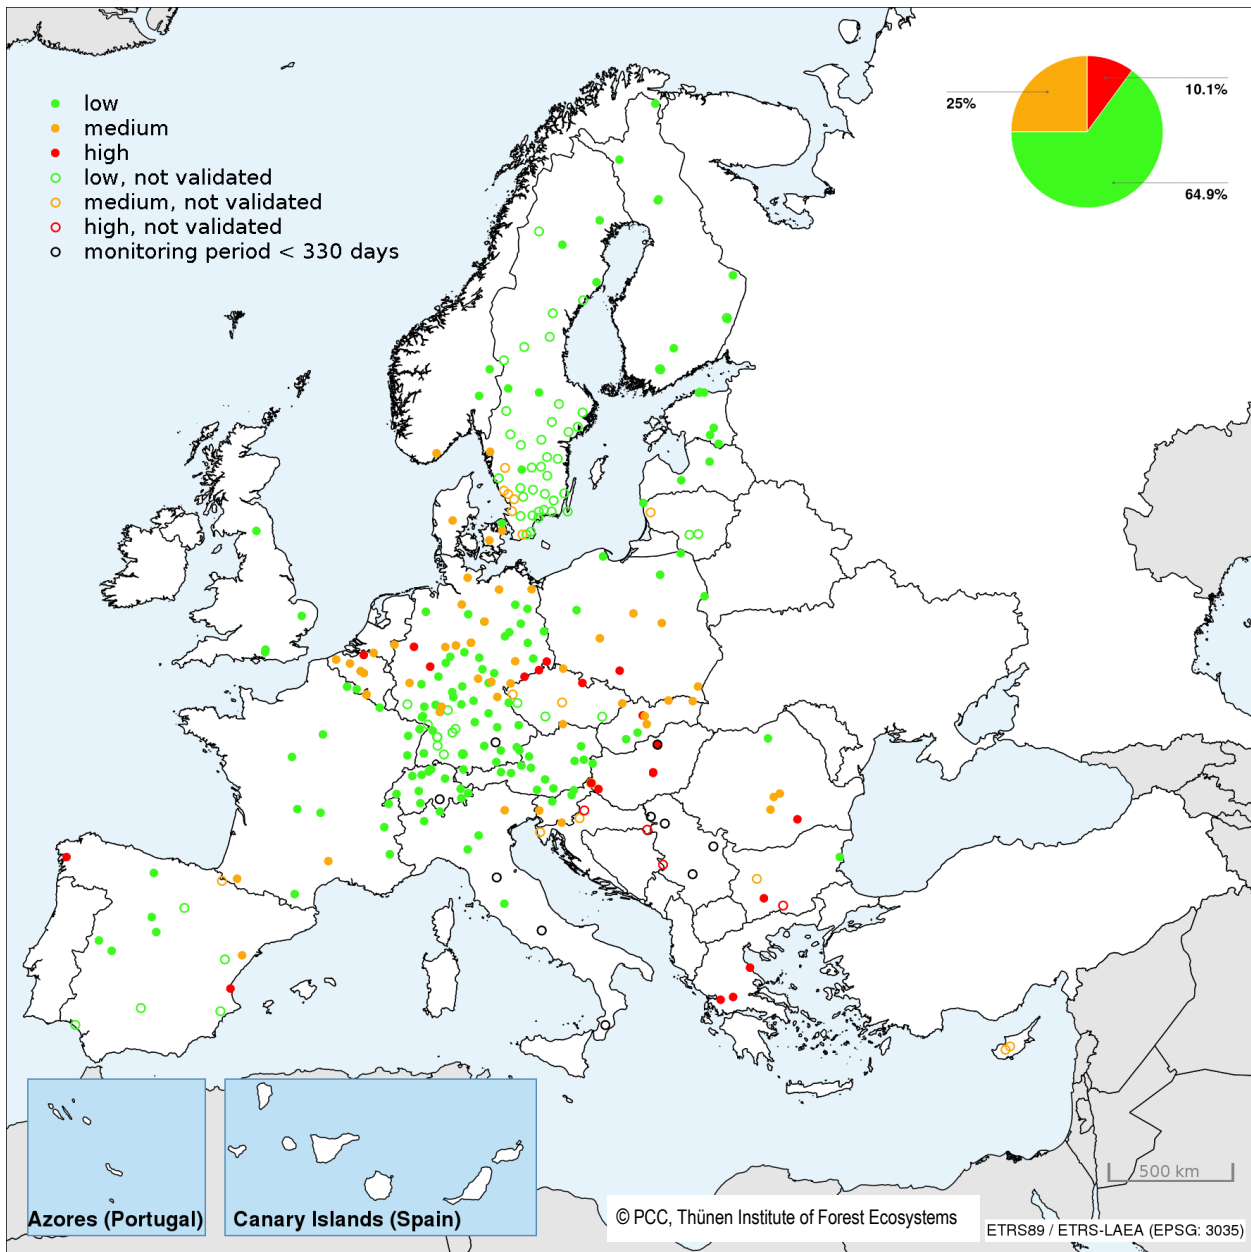 low
medium
high
low, not validated
medium, not validated
high, not validated
monitoring period < 330 days
25%
10.1%
64.9%
500 km
Azores (Portugal)
Canary Islands (Spain)
© PCC, Thünen Institute of Forest Ecosystems
ETRS89 / ETRS-LAEA (EPSG: 3035)